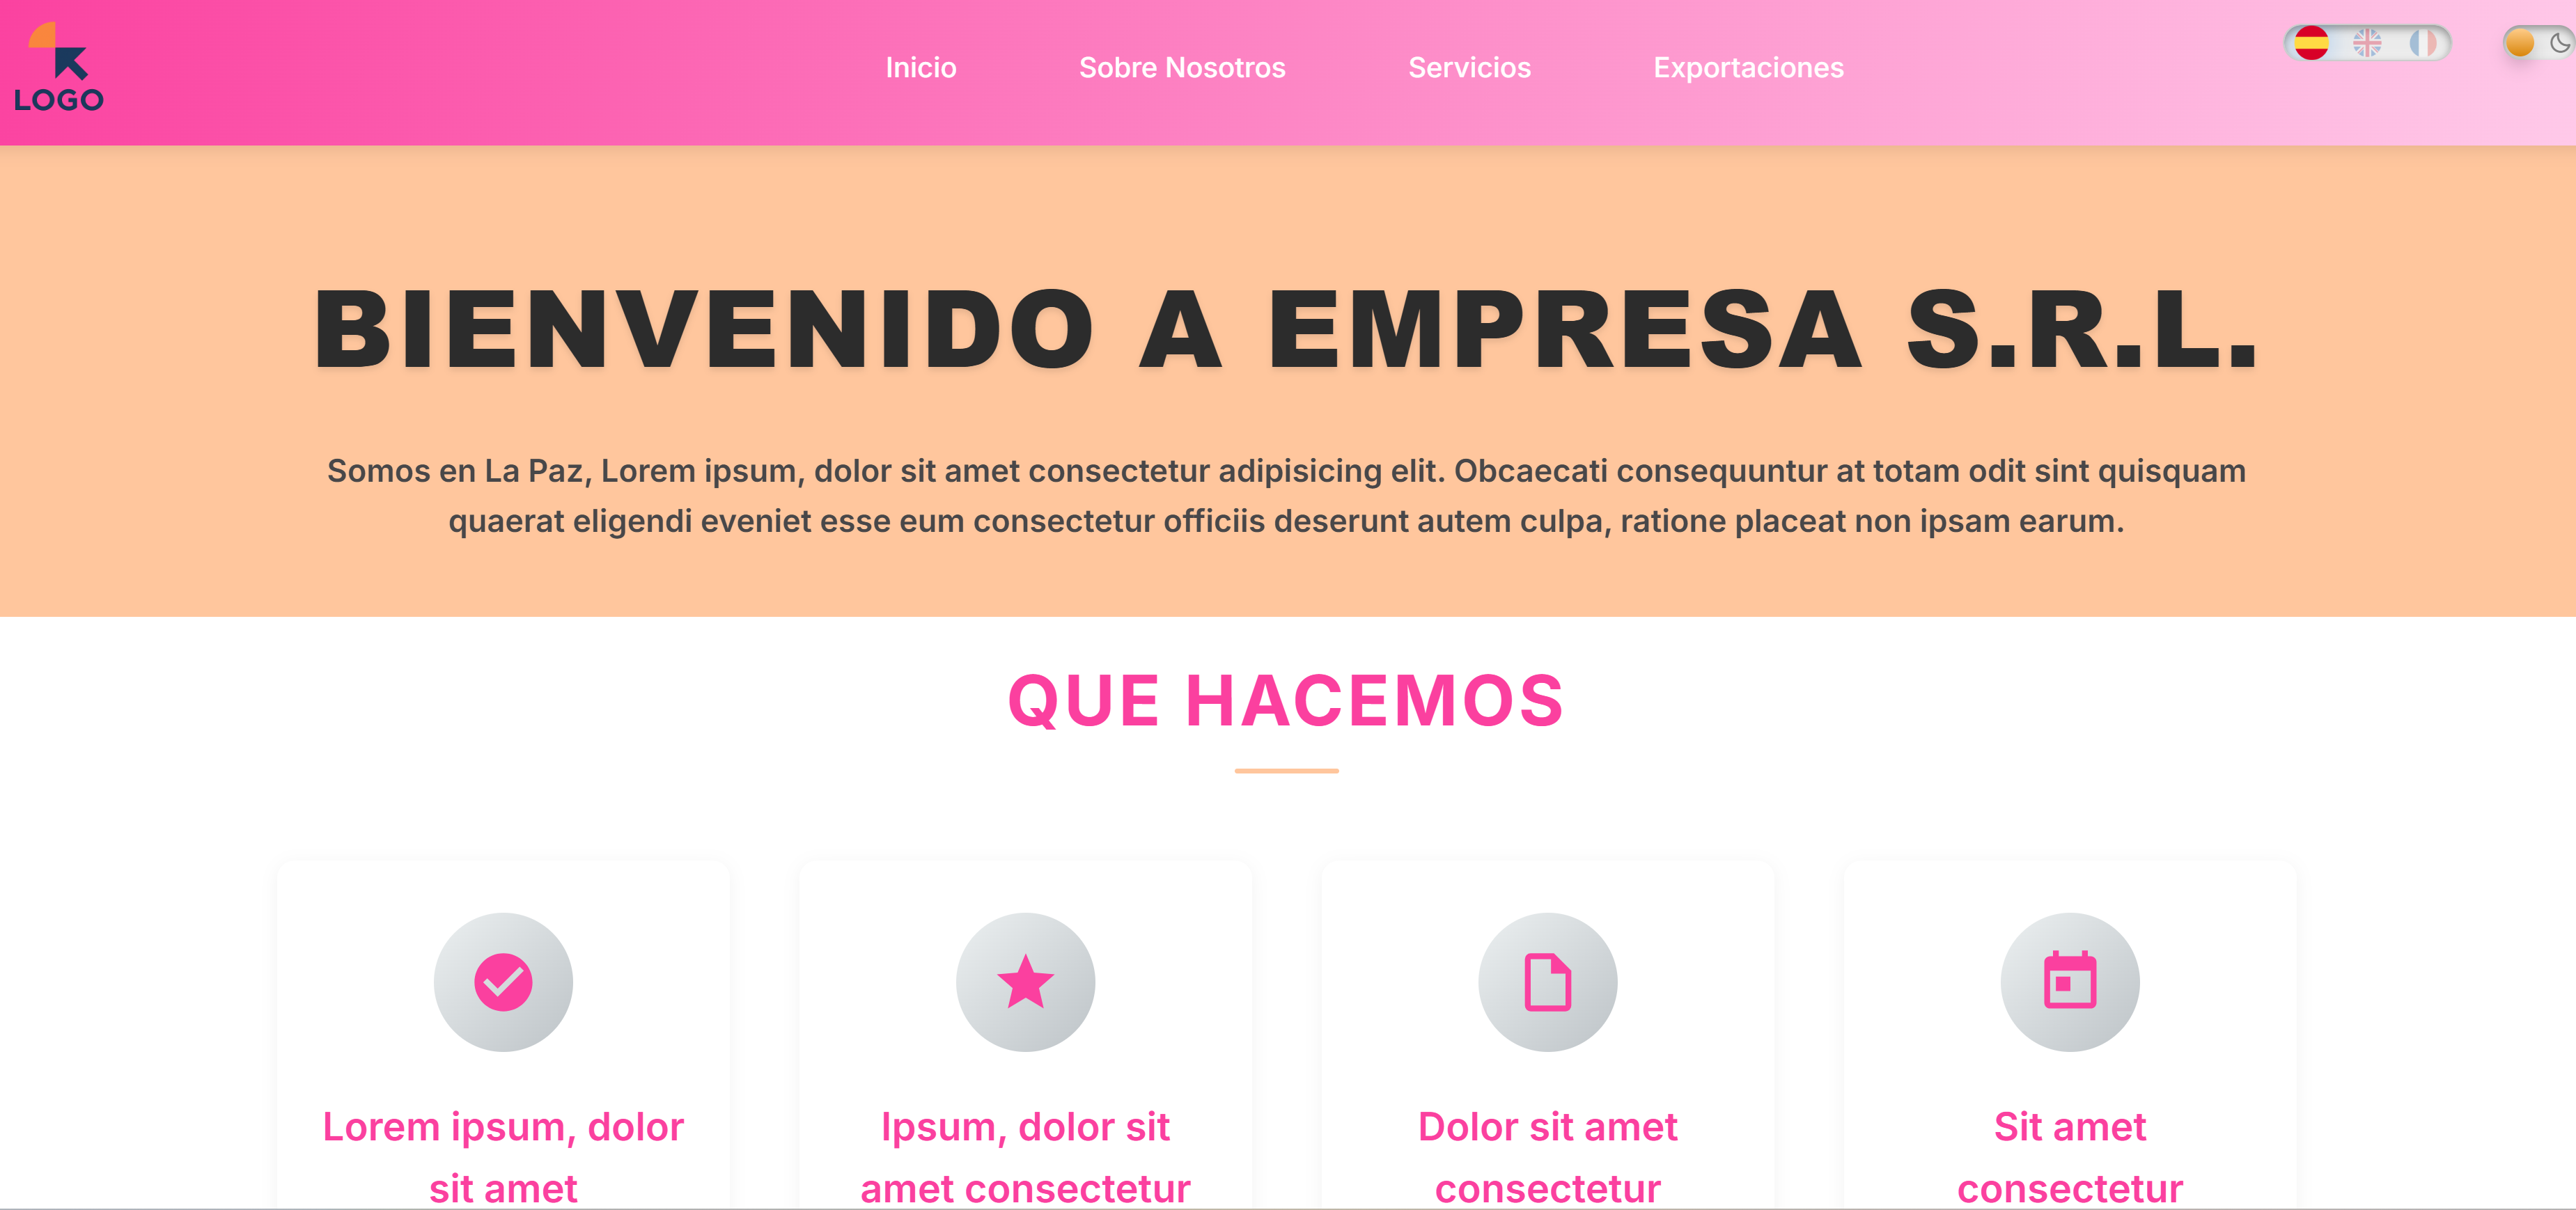 LOGO
Inicio
Sobre Nosotros
Servicios
Exportaciones
BIENVENIDO A EMPRESA S.R.L.
Somos en La Paz, Lorem ipsum, dolor sit amet consectetur adipisicing elit. Obcaecati consequuntur at totam odit sint quisquam
quaerat eligendi eveniet esse eum consectetur officiis deserunt autem culpa, ratione placeat non ipsam earum.
QUE HACEMOS
Lorem ipsum, dolor
sit amet
Ipsum, dolor sit
amet consectetur
Dolor sit amet
consectetur
Sit amet
consectetur